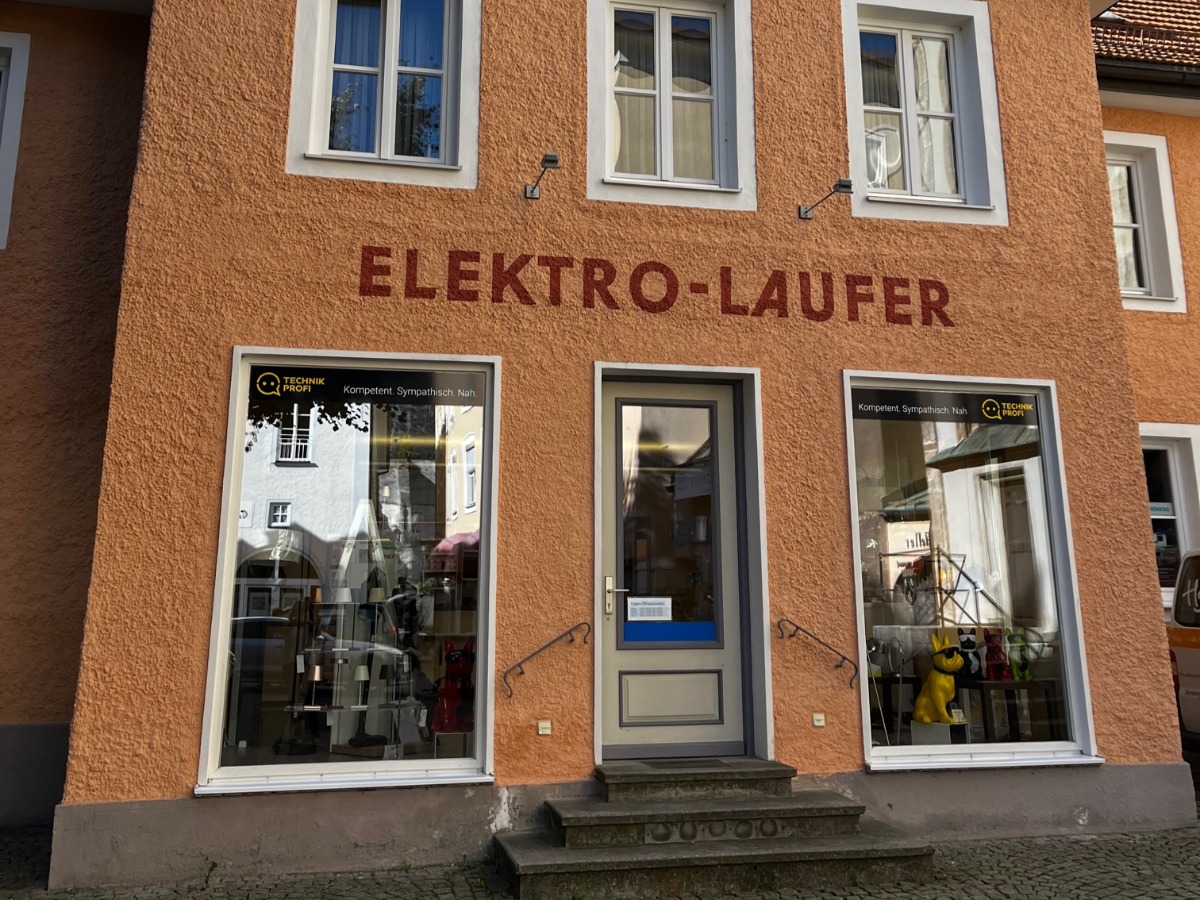 ELEKTRO-LAUFER
TECHNIK
PROFI
Kompetent. Sympathisch. Nah.
Kompetent. Sympathisch. Nah.
TECHNIK
PROFI